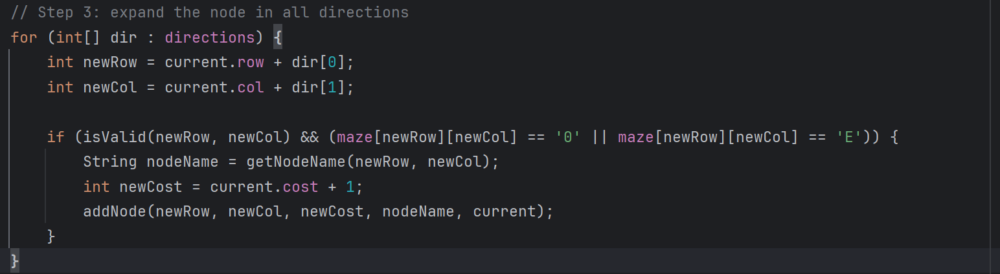 // Step 3: expand the node in all directions
for (int[] dir : directions) {
    int newRow = current.row + dir[0];
    int newCol = current.col + dir[1];

    if (isValid(newRow, newCol) && (maze[newRow][newCol] == '0' || maze[newRow][newCol] == 'E')) {
        String nodeName = getNodeName(newRow, newCol);
        int newCost = current.cost + 1;
        addNode(newRow, newCol, newCost, nodeName, current);
    }
}